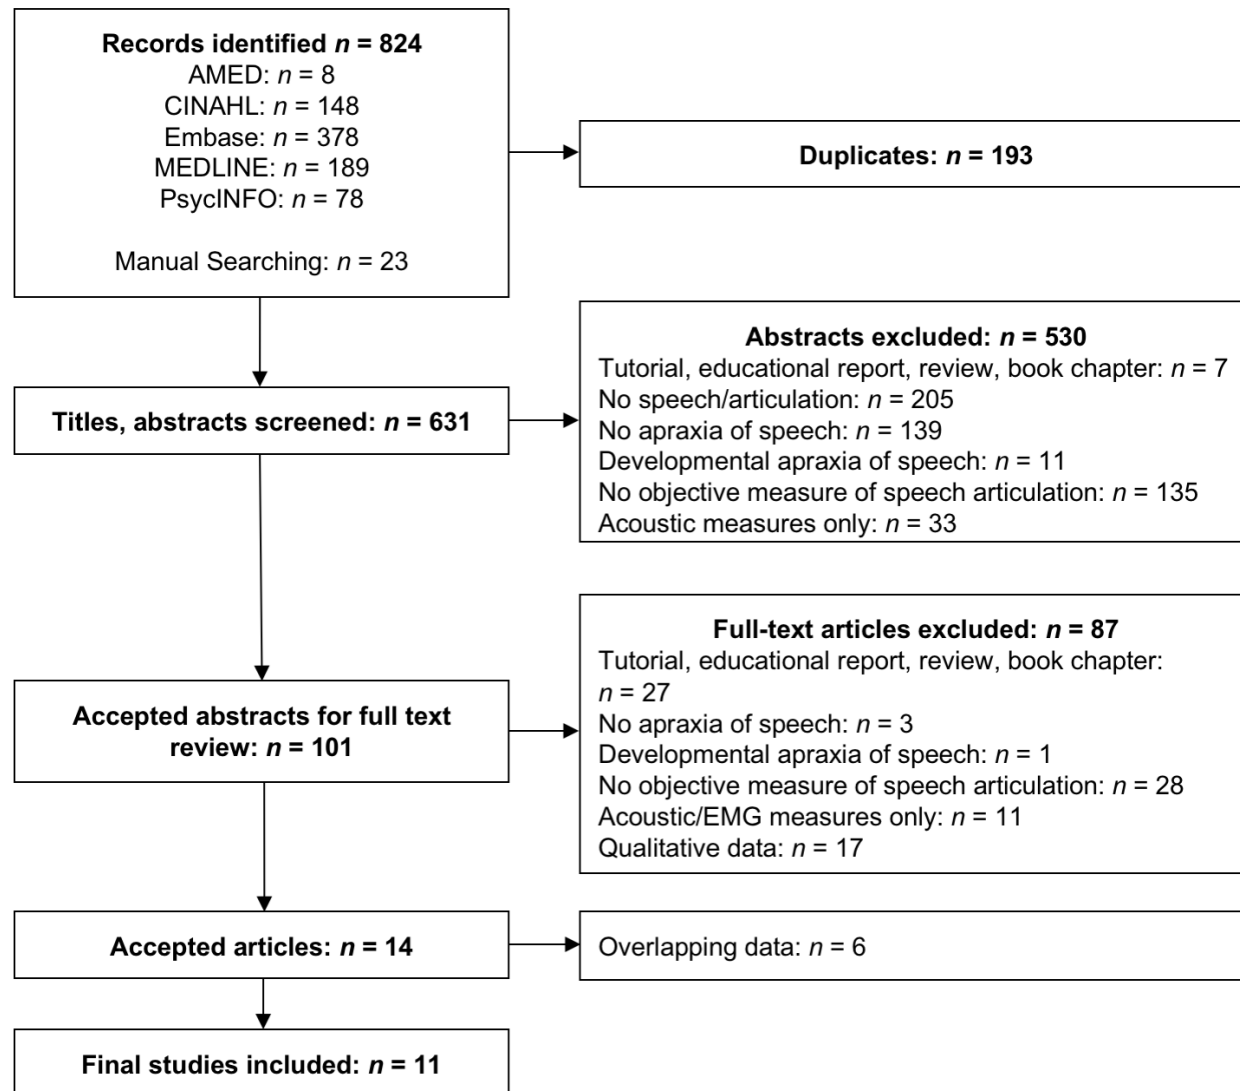 Records identified n = 824
AMED: n = 8
CINAHL: n = 148
Embase: n = 378
MEDLINE: n = 189
PsycINFO: n = 78
Manual Searching: n = 23
Duplicates: n = 193
Titles, abstracts screened: n = 631
Abstracts excluded: n = 530
Tutorial, educational report, review, book chapter: n = 7
No speech/articulation: n = 205
No apraxia of speech: n = 139
Developmental apraxia of speech: n = 11
No objective measure of speech articulation: n = 135
Acoustic measures only: n = 33
Accepted abstracts for full text
review: n = 101
Full-text articles excluded: n = 87
Tutorial, educational report, review, book chapter:
n = 27
No apraxia of speech: n = 3
Developmental apraxia of speech: n = 1
No objective measure of speech articulation: n = 28
Acoustic/EMG measures only: n = 11
Qualitative data: n = 17
Accepted articles: n = 14
Overlapping data: n = 6
Final studies included: n = 11